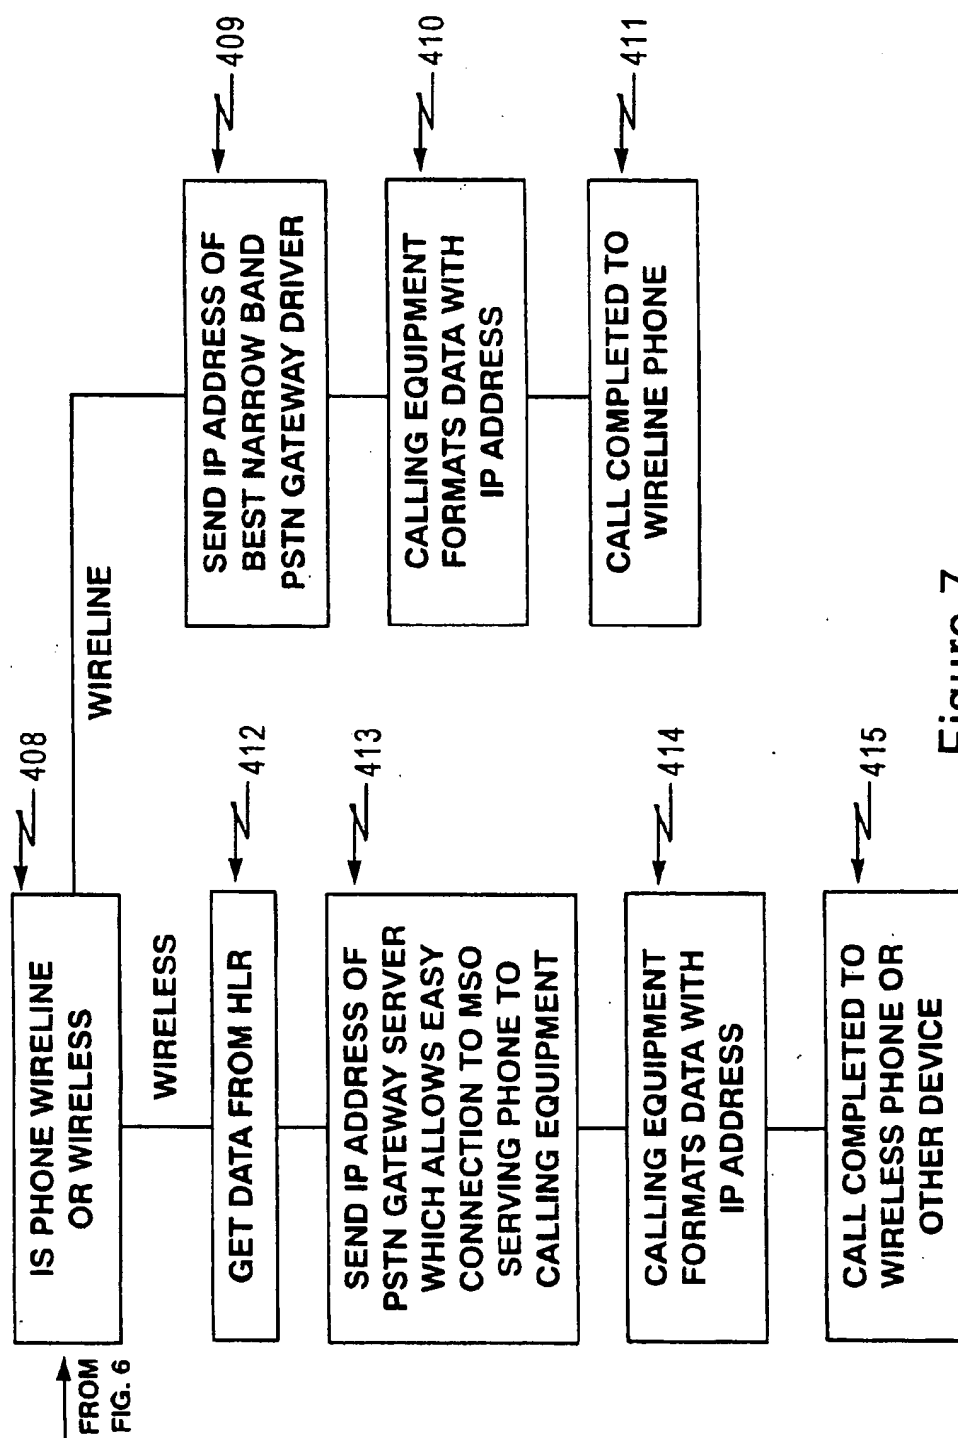 FROM
FIG. 6
IS PHONE WIRELINE
OR WIRELESS
408
WIRELINE
WIRELESS
GET DATA FROM HLR
412
SEND IP ADDRESS OF
PSTN GATEWAY SERVER
WHICH ALLOWS EASY
CONNECTION TO MSO
SERVING PHONE TO
CALLING EQUIPMENT
413
CALLING EQUIPMENT
FORMATS DATA WITH
IP ADDRESS
414
CALL COMPLETED TO
WIRELESS PHONE OR
OTHER DEVICE
415
SEND IP ADDRESS OF
BEST NARROW BAND
PSTN GATEWAY DRIVER
409
CALLING EQUIPMENT
FORMATS DATA WITH
IP ADDRESS
410
CALL COMPLETED TO
WIRELINE PHONE
411
Figure 7